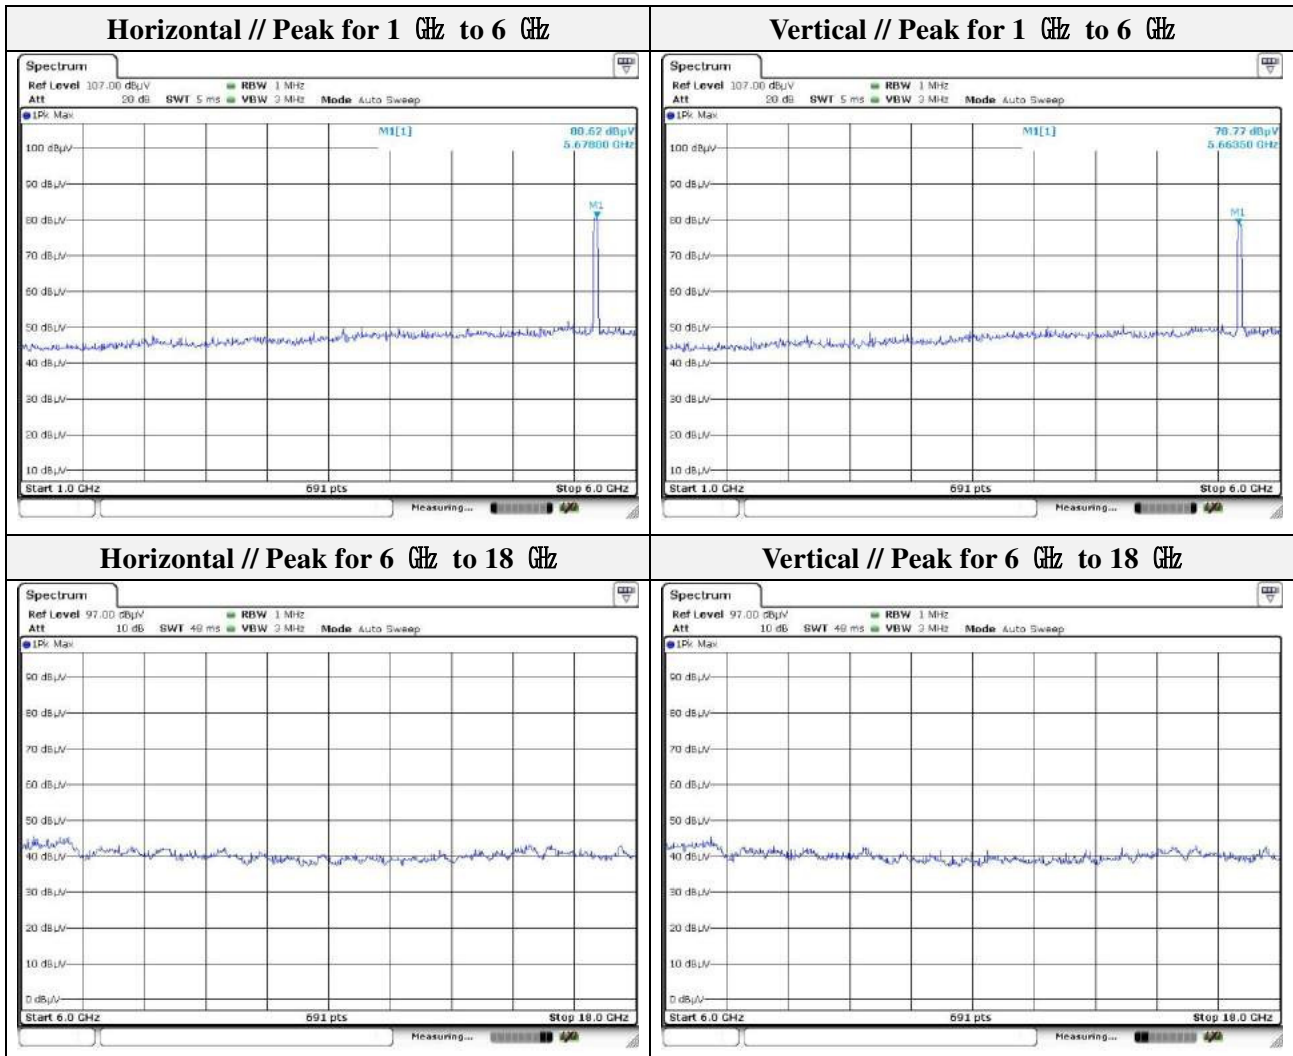 Horizontal // Peak for 1 ㎓ to 6 ㎓
Spectrum
Ref Level 107.00 dBµV RBW 1 MHz
Att 20 dB SWT 5 ms VBW 3 MHz Mode Auto Sweep
1Pk Max
M1[1] 80.62 dBµV
5.67800 GHz
100 dBµV
90 dBµV
M1
80 dBµV
70 dBµV
60 dBµV
50 dBµV
40 dBµV
30 dBµV
20 dBµV
10 dBµV
Start 1.0 GHz 691 pts Stop 6.0 GHz
Measuring...
Vertical // Peak for 1 ㎓ to 6 ㎓
Spectrum
Ref Level 107.00 dBµV RBW 1 MHz
Att 20 dB SWT 5 ms VBW 3 MHz Mode Auto Sweep
1Pk Max
M1[1] 78.77 dBµV
5.66350 GHz
100 dBµV
90 dBµV
M1
80 dBµV
70 dBµV
60 dBµV
50 dBµV
40 dBµV
30 dBµV
20 dBµV
10 dBµV
Start 1.0 GHz 691 pts Stop 6.0 GHz
Measuring...
Horizontal // Peak for 6 ㎓ to 18 ㎓
Spectrum
Ref Level 97.00 dBµV RBW 1 MHz
Att 10 dB SWT 48 ms VBW 3 MHz Mode Auto Sweep
1Pk Max
90 dBµV
80 dBµV
70 dBµV
60 dBµV
50 dBµV
40 dBµV
30 dBµV
20 dBµV
10 dBµV
0 dBµV
Start 6.0 GHz 691 pts Stop 18.0 GHz
Measuring...
Vertical // Peak for 6 ㎓ to 18 ㎓
Spectrum
Ref Level 97.00 dBµV RBW 1 MHz
Att 10 dB SWT 48 ms VBW 3 MHz Mode Auto Sweep
1Pk Max
90 dBµV
80 dBµV
70 dBµV
60 dBµV
50 dBµV
40 dBµV
30 dBµV
20 dBµV
10 dBµV
0 dBµV
Start 6.0 GHz 691 pts Stop 18.0 GHz
Measuring...